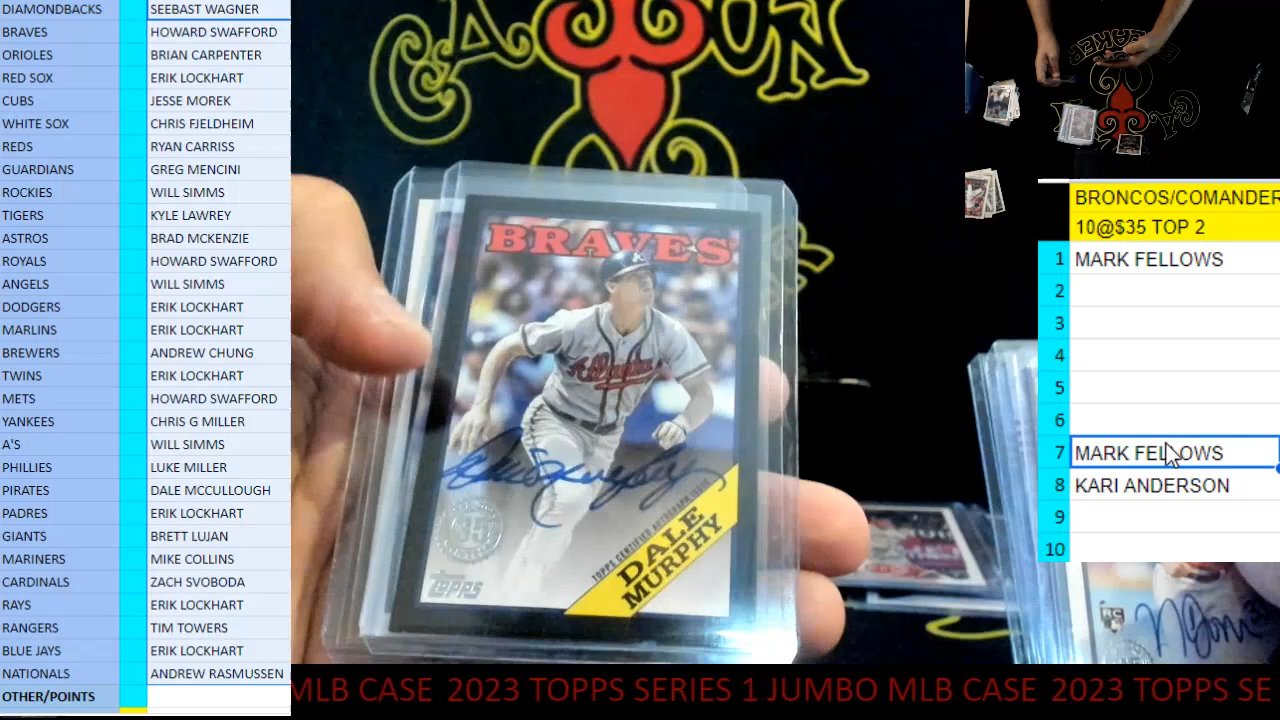 DIAMONDBACKS SEEBAST WAGNER
BRAVES HOWARD SWAFFORD
ORIOLES BRIAN CARPENTER
RED SOX ERIK LOCKHART
CUBS JESSE MOREK
WHITE SOX CHRIS FJELDHEIM
REDS RYAN CARRISS
GUARDIANS GREG MENCINI
ROCKIES WILL SIMMS
TIGERS KYLE LAWREY
ASTROS BRAD MCKENZIE
ROYALS HOWARD SWAFFORD
ANGELS WILL SIMMS
DODGERS ERIK LOCKHART
MARLINS ERIK LOCKHART
BREWERS ANDREW CHUNG
TWINS ERIK LOCKHART
METS HOWARD SWAFFORD
YANKEES CHRIS G MILLER
A'S WILL SIMMS
PHILLIES LUKE MILLER
PIRATES DALE MCCULLOUGH
PADRES ERIK LOCKHART
GIANTS BRETT LUJAN
MARINERS MIKE COLLINS
CARDINALS ZACH SVOBODA
RAYS ERIK LOCKHART
RANGERS TIM TOWERS
BLUE JAYS ERIK LOCKHART
NATIONALS ANDREW RASMUSSEN
OTHER/POINTS
BRAVES
Atlanta
35
TOPPS CERTIFIED AUTOGRAPH ISSUE
DALE
MURPHY
TOPPS
BRONCOS/COMANDER
10@$35 TOP 2
1 MARK FELLOWS
2
3
4
5
6
7 MARK FELLOWS
8 KARI ANDERSON
9
10
RC
MLB CASE 2023 TOPPS SERIES 1 JUMBO MLB CASE 2023 TOPPS SE